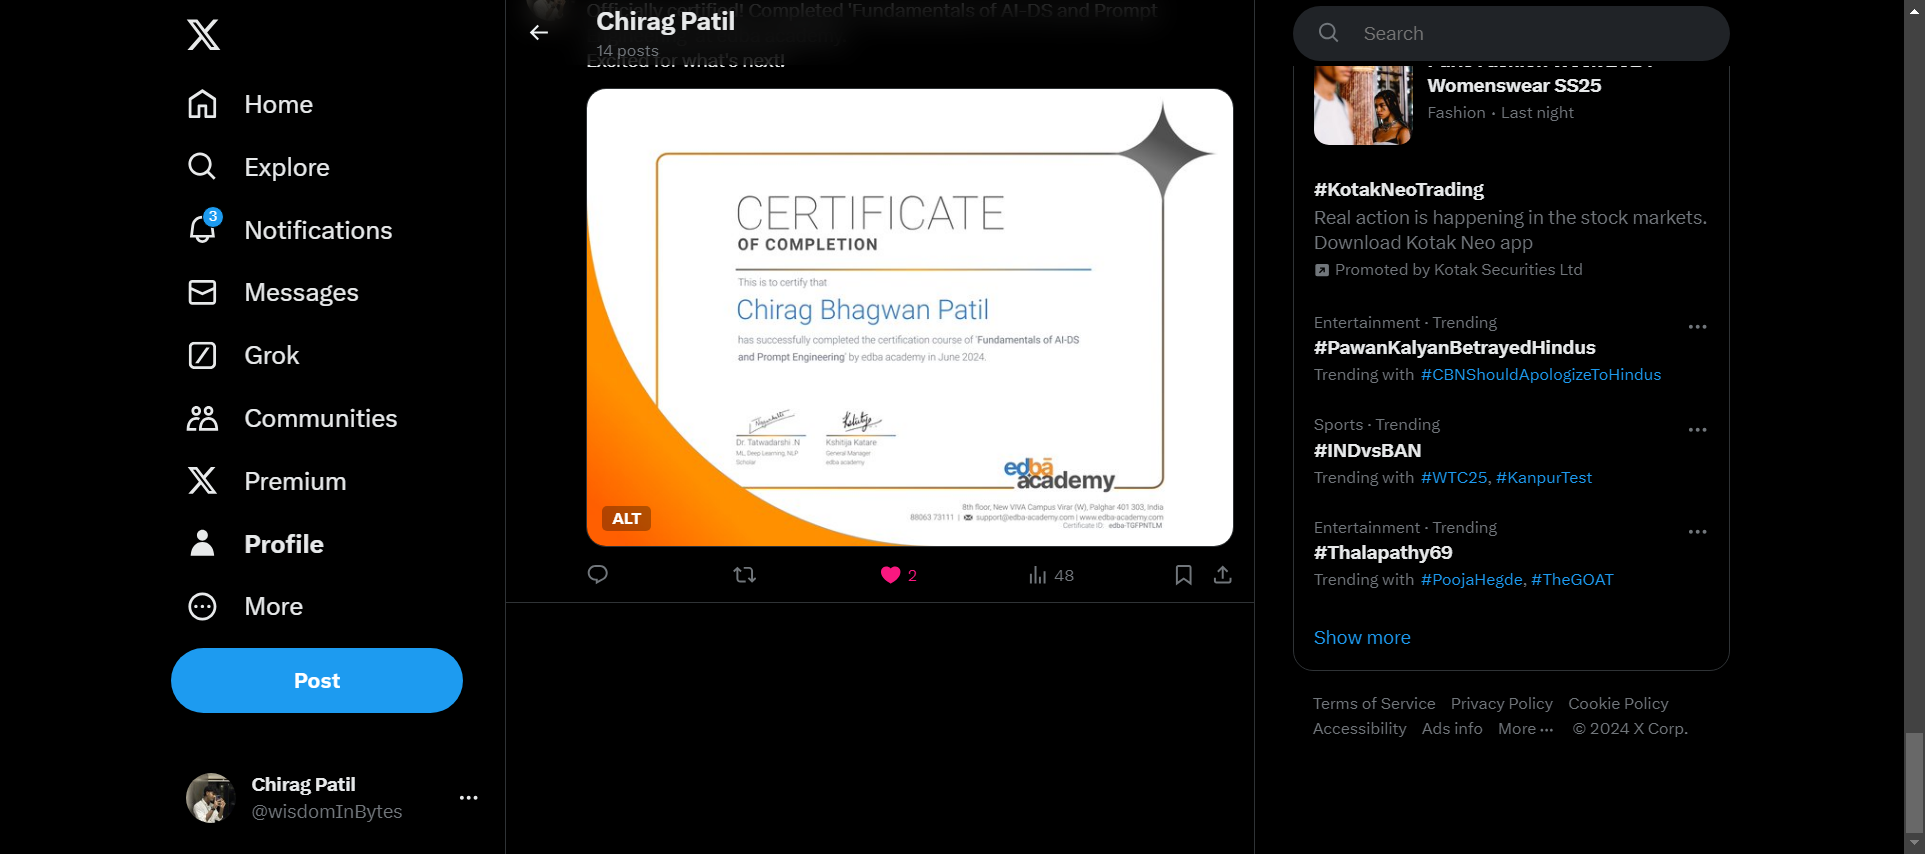 Home
Explore
3
Notifications
Messages
Grok
Communities
Premium
Profile
More
Post
Chirag Patil
@wisdomInBytes
Officially certified! Completed 'Fundamentals of AI-DS and Prompt
Chirag Patil
14 posts
Excited for what's next!
CERTIFICATE
OF COMPLETION
This is to certify that
Chirag Bhagwan Patil
has successfully completed the certification course of 'Fundamentals of AI-DS
and Prompt Engineering' by edba academy in June 2024.
Dr. Tatwadarshi .N
ML, Deep Learning, NLP
Scholar
Kshitija Katare
General Manager
edba academy
edbā
academy
8th floor, New VIVA Campus Virar (W), Palghar 401 303, India
88063 73111 | support@edba-academy.com | www.edba-academy.com
Certificate ID: edba-TGFPNTLM
ALT
2
48
Search
Womenswear SS25
Fashion · Last night
#KotakNeoTrading
Real action is happening in the stock markets.
Download Kotak Neo app
Promoted by Kotak Securities Ltd
Entertainment · Trending
#PawanKalyanBetrayedHindus
Trending with #CBNShouldApologizeToHindus
Sports · Trending
#INDvsBAN
Trending with #WTC25, #KanpurTest
Entertainment · Trending
#Thalapathy69
Trending with #PoojaHegde, #TheGOAT
Show more
Terms of Service Privacy Policy Cookie Policy
Accessibility Ads info More ··· © 2024 X Corp.